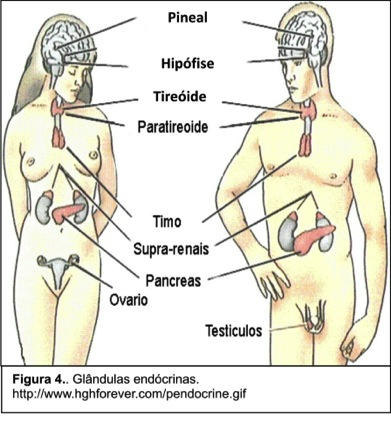 Pineal
Hipófise
Tireóide
Paratireoide
Timo
Supra-renais
Pancreas
Ovario
Testiculos
Figura 4.. Glândulas endócrinas.
http://www.hghforever.com/pendocrine.gif